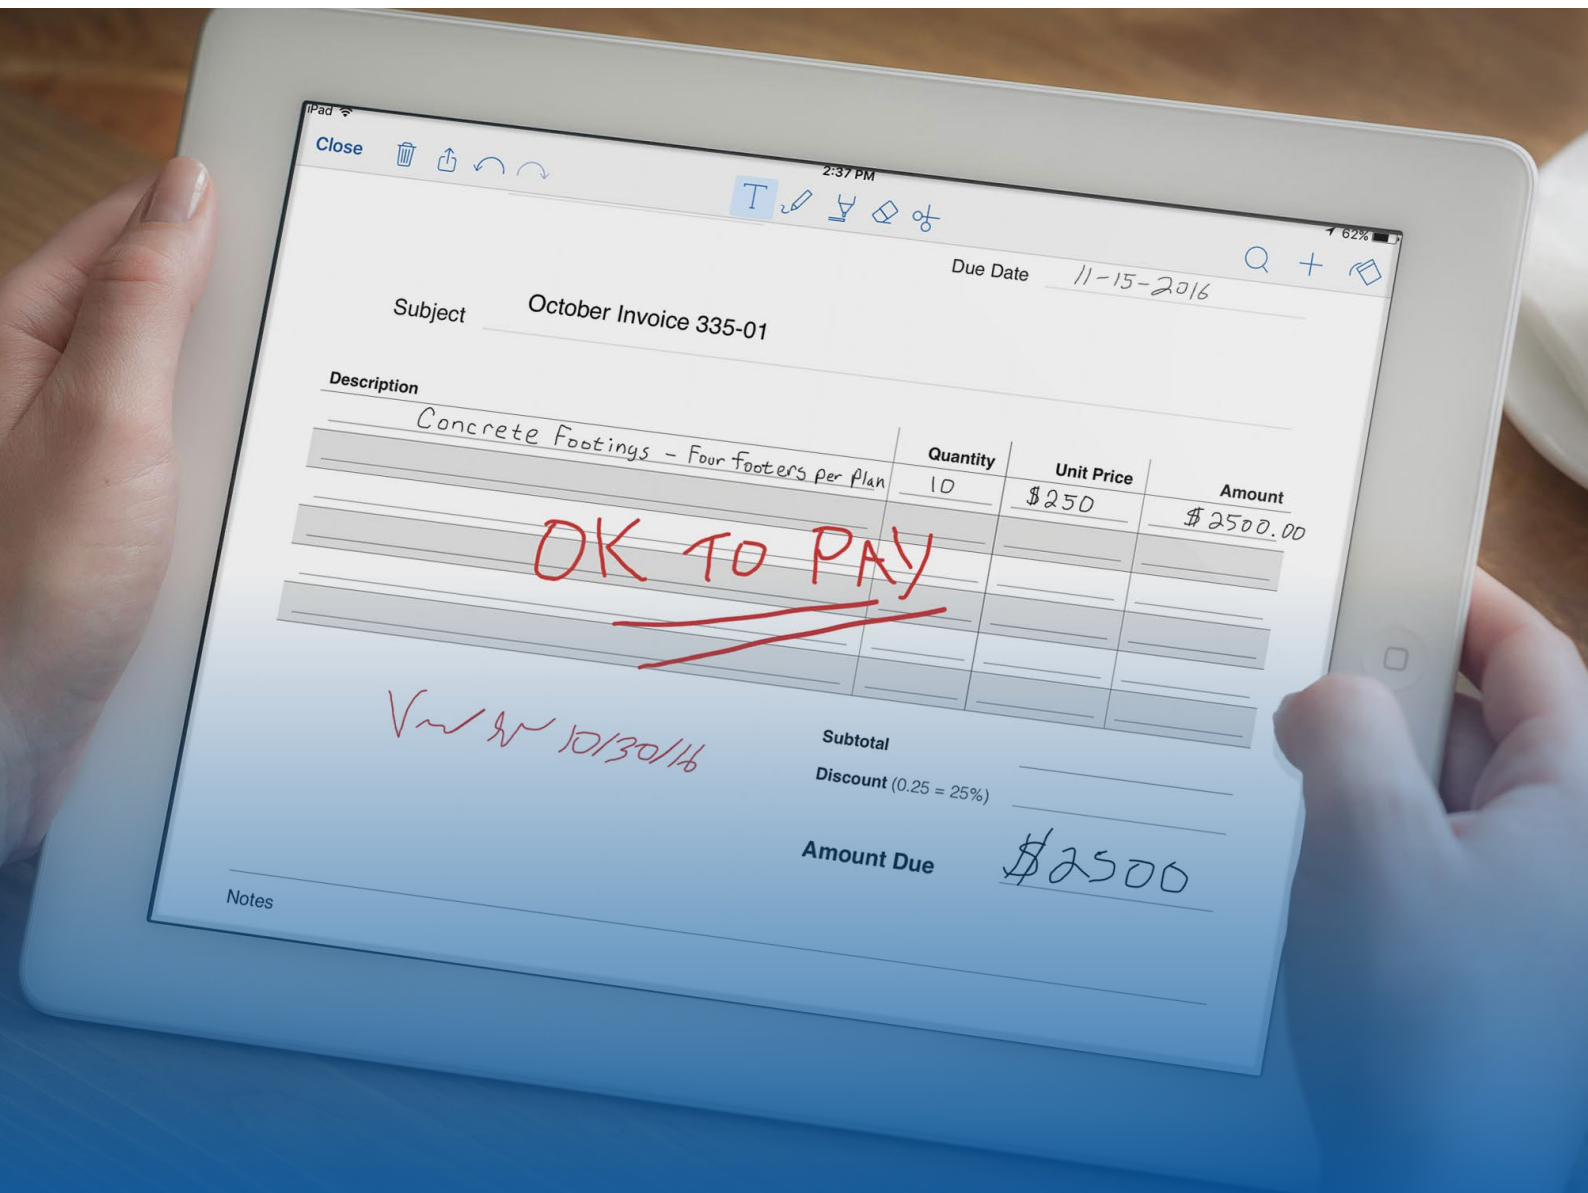 iPad
2:37 PM
62%
Close
T
Due Date 11-15-2016
Subject October Invoice 335-01
Description Quantity Unit Price Amount
Concrete Footings - Four footers per Plan 10 $250 $2500.00
OK TO PAY
10/30/16
Subtotal
Discount (0.25 = 25%)
Amount Due $2500
Notes